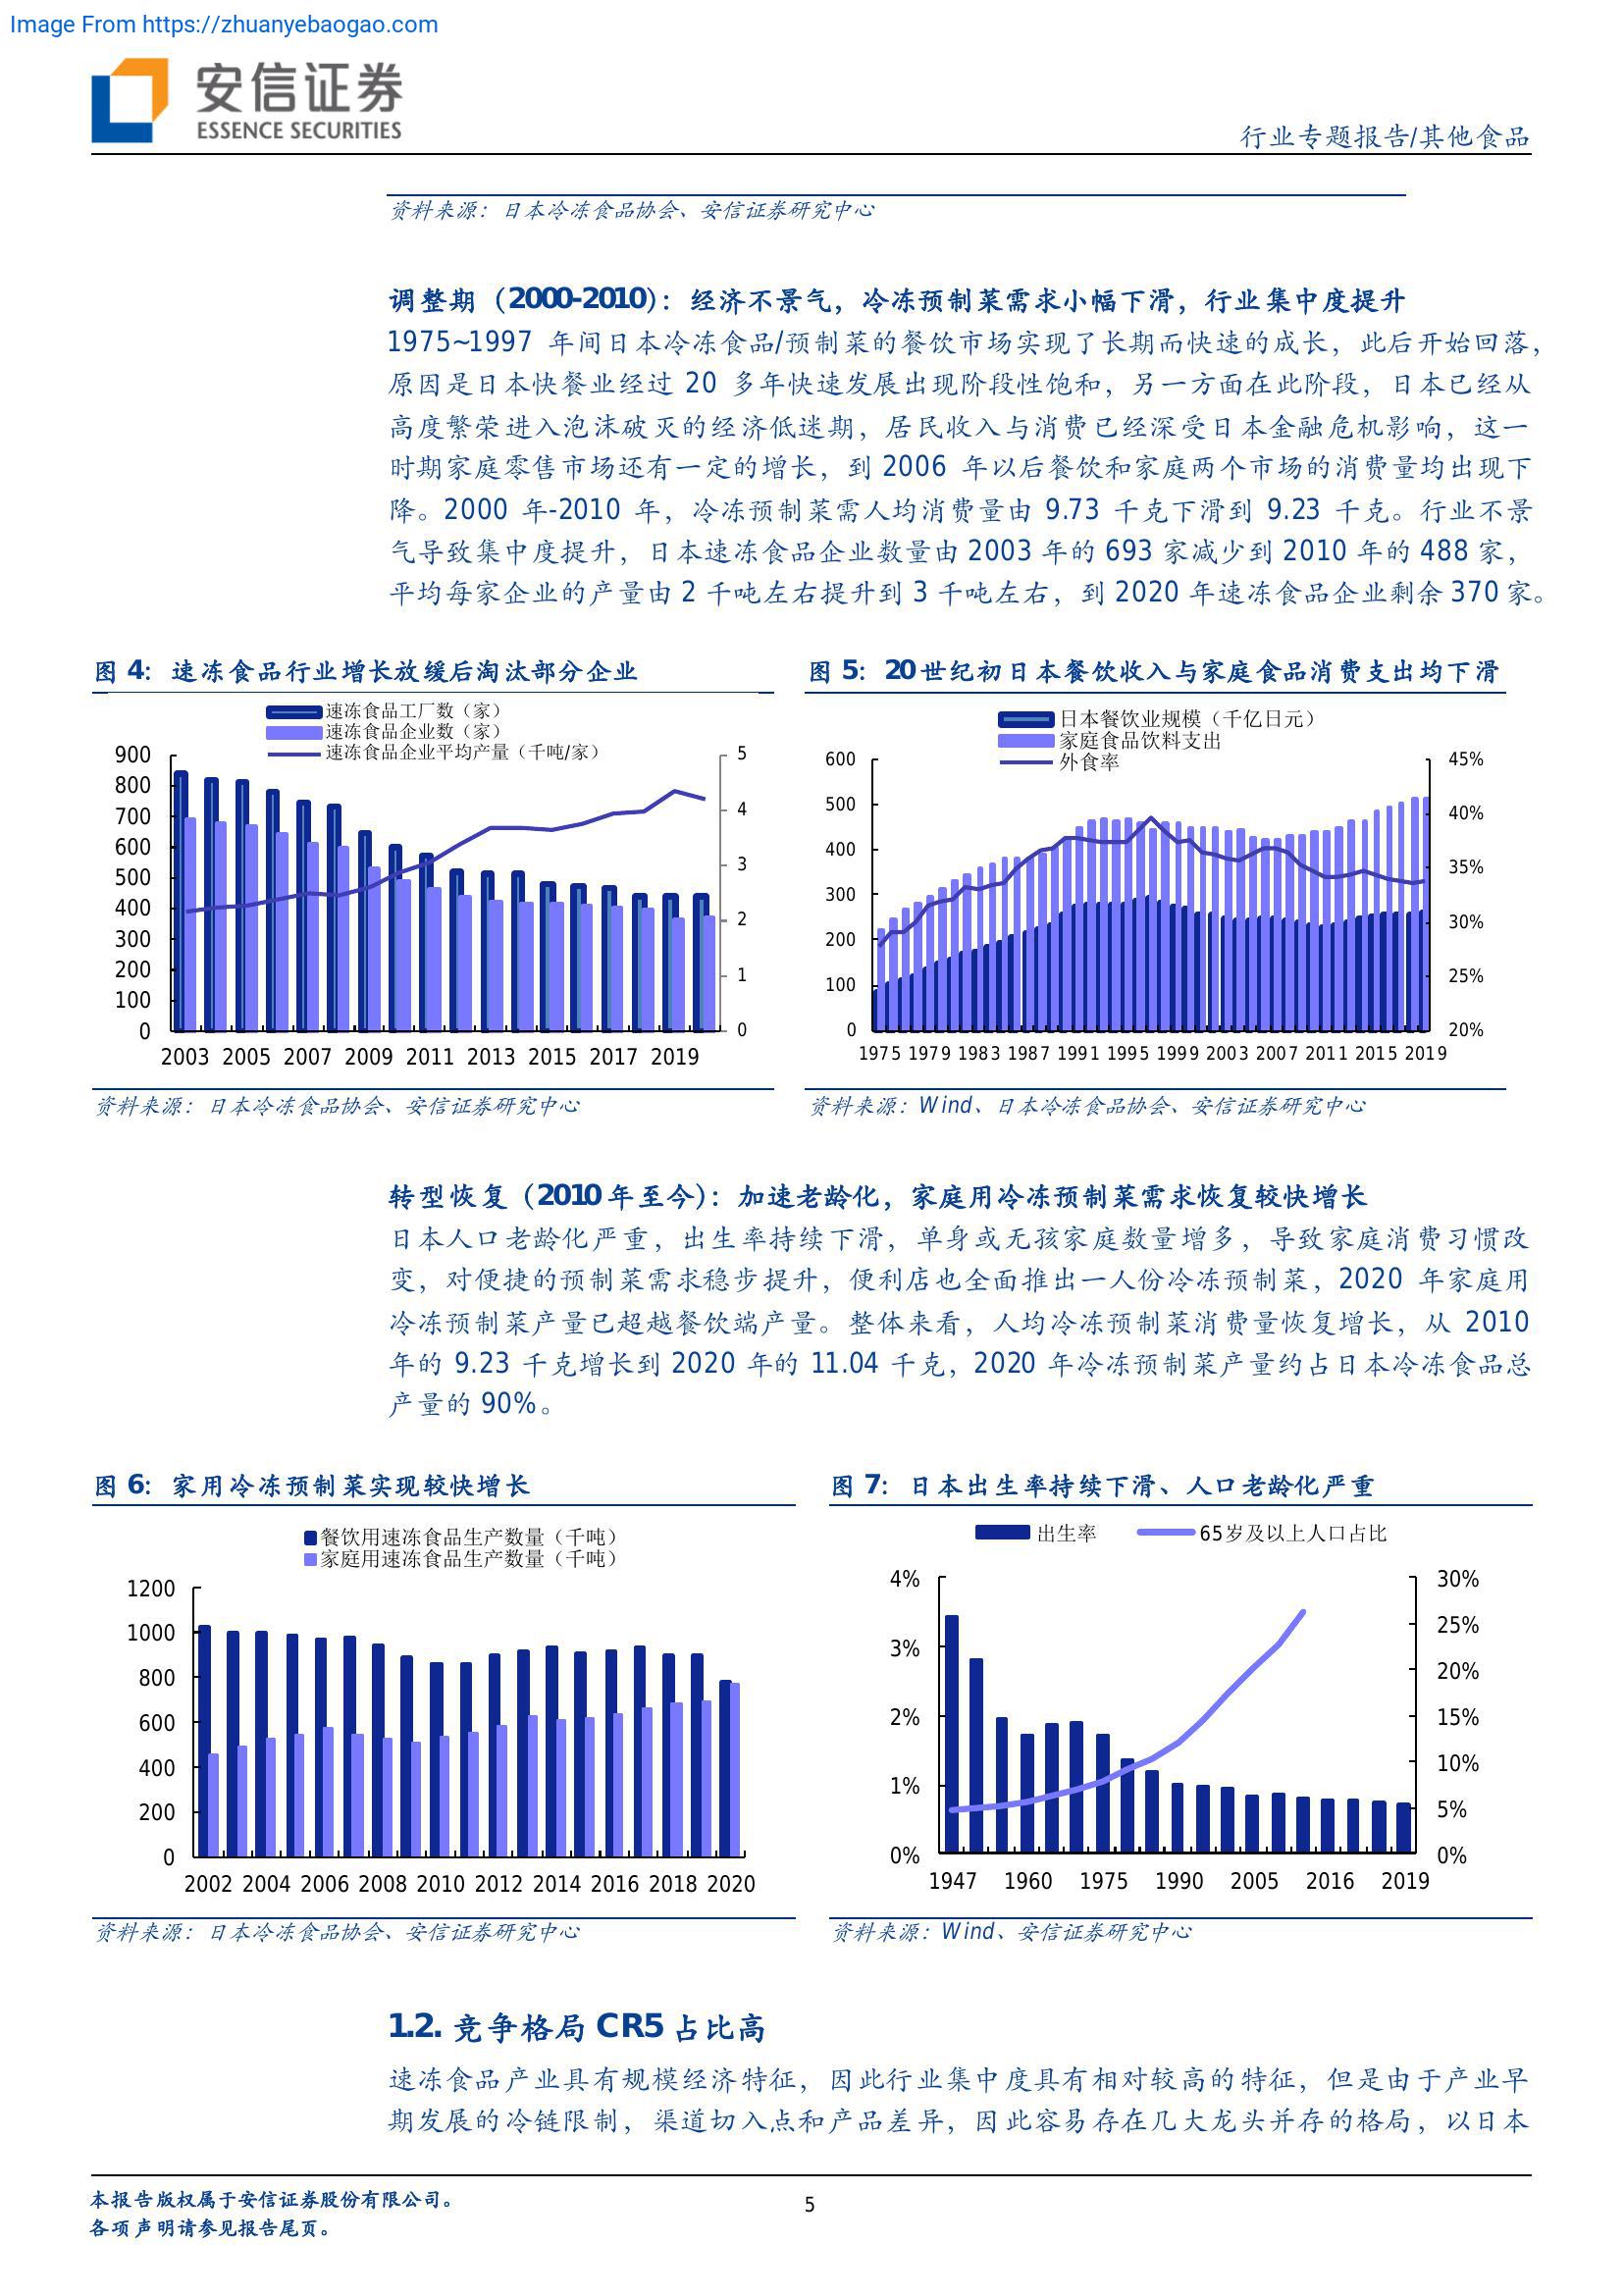 Image From https://zhuanyebaogao.com
安信证券
ESSENCE SECURITIES
行业专题报告/其他食品
资料来源：日本冷冻食品协会、安信证券研究中心
调整期（2000-2010）：经济不景气，冷冻预制菜需求小幅下滑，行业集中度提升
1975~1997 年间日本冷冻食品/预制菜的餐饮市场实现了长期而快速的成长，此后开始回落，
原因是日本快餐业经过 20 多年快速发展出现阶段性饱和，另一方面在此阶段，日本已经从
高度繁荣进入泡沫破灭的经济低迷期，居民收入与消费已经深受日本金融危机影响，这一
时期家庭零售市场还有一定的增长，到 2006 年以后餐饮和家庭两个市场的消费量均出现下
降。2000 年-2010 年，冷冻预制菜需人均消费量由 9.73 千克下滑到 9.23 千克。行业不景
气导致集中度提升，日本速冻食品企业数量由 2003 年的 693 家减少到 2010 年的 488 家，
平均每家企业的产量由 2 千吨左右提升到 3 千吨左右，到 2020 年速冻食品企业剩余 370 家。
图 4：速冻食品行业增长放缓后淘汰部分企业
速冻食品工厂数（家）
速冻食品企业数（家）
速冻食品企业平均产量（千吨/家）
900
800
700
600
500
400
300
200
100
0
5
4
3
2
1
0
2003 2005 2007 2009 2011 2013 2015 2017 2019
资料来源：日本冷冻食品协会、安信证券研究中心
图 5：20世纪初日本餐饮收入与家庭食品消费支出均下滑
日本餐饮业规模（千亿日元）
家庭食品饮料支出
外食率
600
500
400
300
200
100
0
45%
40%
35%
30%
25%
20%
1975 1979 1983 1987 1991 1995 1999 2003 2007 2011 2015 2019
资料来源：Wind、日本冷冻食品协会、安信证券研究中心
转型恢复（2010年至今）：加速老龄化，家庭用冷冻预制菜需求恢复较快增长
日本人口老龄化严重，出生率持续下滑，单身或无孩家庭数量增多，导致家庭消费习惯改
变，对便捷的预制菜需求稳步提升，便利店也全面推出一人份冷冻预制菜，2020 年家庭用
冷冻预制菜产量已超越餐饮端产量。整体来看，人均冷冻预制菜消费量恢复增长，从 2010
年的 9.23 千克增长到 2020 年的 11.04 千克，2020 年冷冻预制菜产量约占日本冷冻食品总
产量的 90%。
图 6：家用冷冻预制菜实现较快增长
餐饮用速冻食品生产数量（千吨）
家庭用速冻食品生产数量（千吨）
1200
1000
800
600
400
200
0
2002 2004 2006 2008 2010 2012 2014 2016 2018 2020
资料来源：日本冷冻食品协会、安信证券研究中心
图 7：日本出生率持续下滑、人口老龄化严重
出生率 65岁及以上人口占比
4%
3%
2%
1%
0%
30%
25%
20%
15%
10%
5%
0%
1947 1960 1975 1990 2005 2016 2019
资料来源：Wind、安信证券研究中心
1.2. 竞争格局 CR5 占比高
速冻食品产业具有规模经济特征，因此行业集中度具有相对较高的特征，但是由于产业早
期发展的冷链限制，渠道切入点和产品差异，因此容易存在几大龙头并存的格局，以日本
本报告版权属于安信证券股份有限公司。
各项声明请参见报告尾页。
5